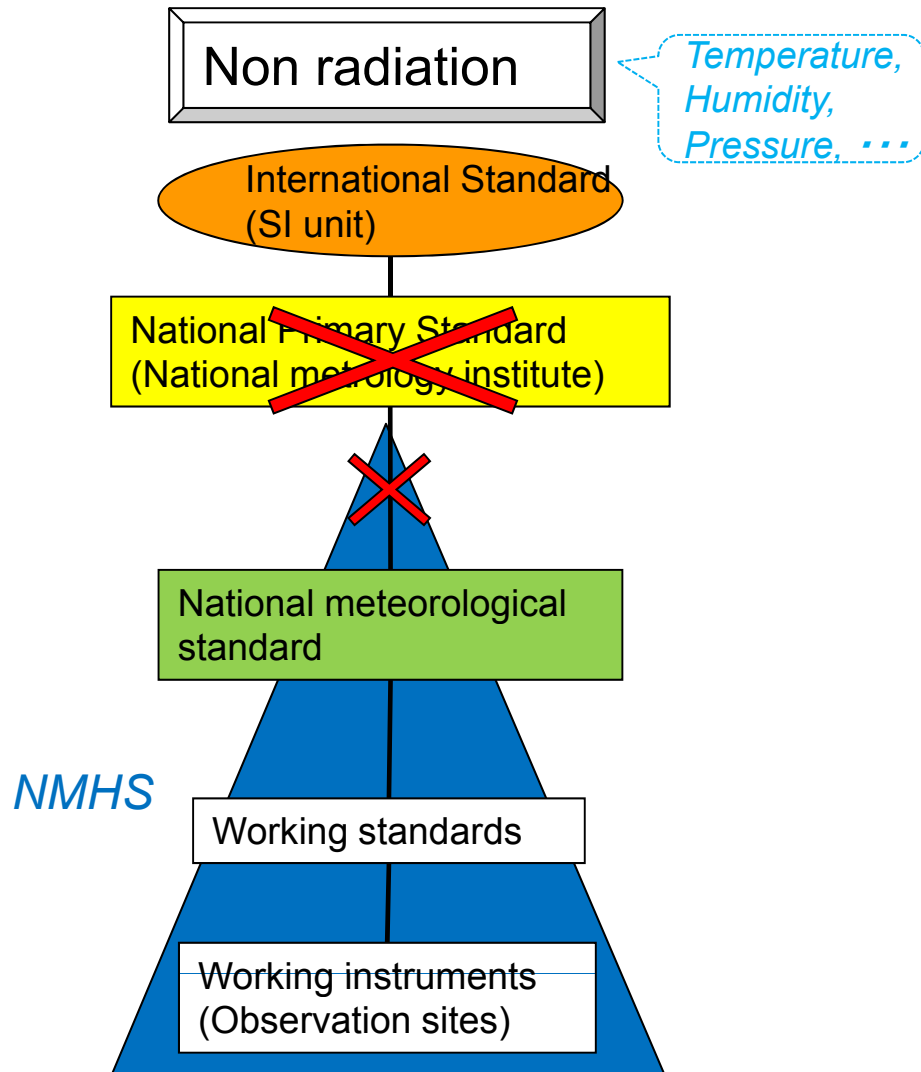 Non radiation
Temperature,
Humidity,
Pressure, ・・・
International Standard
(SI unit)
National Primary Standard
(National metrology institute)
National meteorological
standard
NMHS
Working standards
Working instruments
(Observation sites)